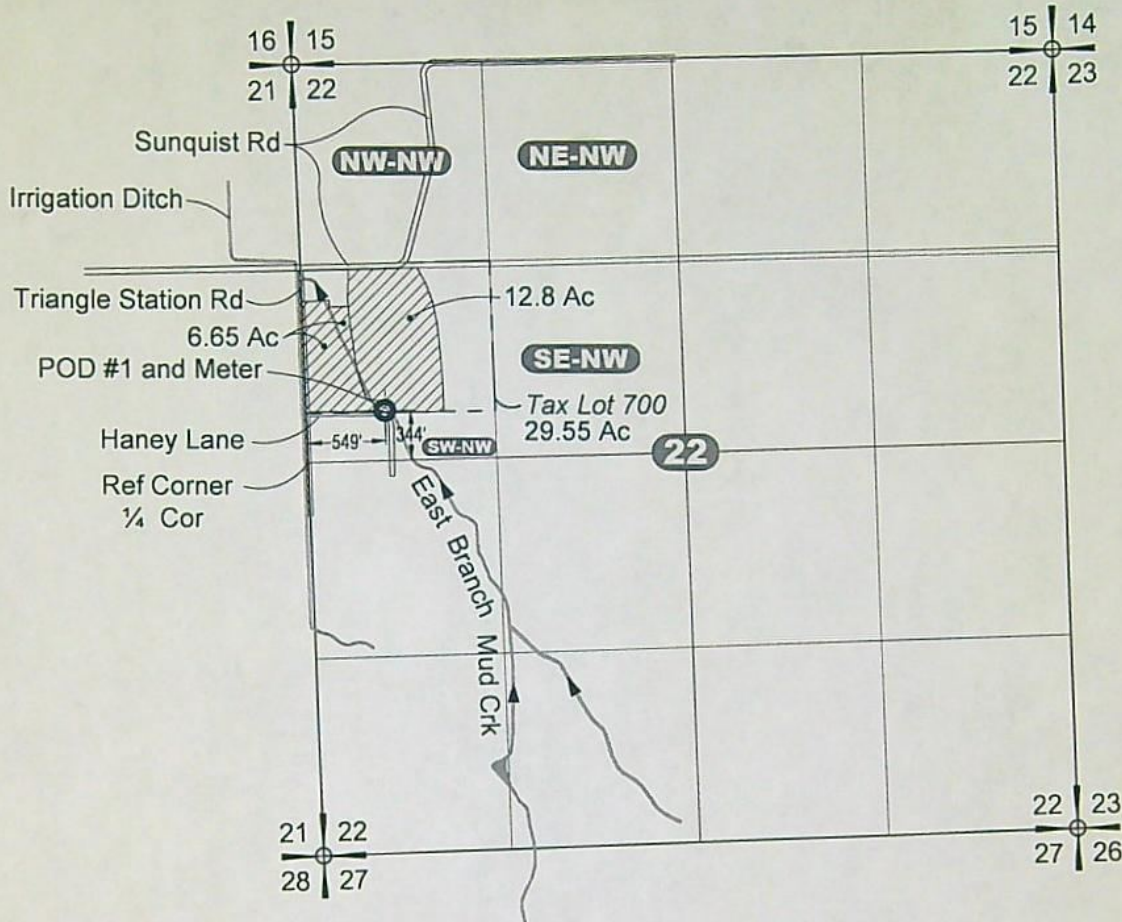 16 15
15 14
21 22
22 23
Sunquist Rd
NW-NW
NE-NW
Irrigation Ditch
Triangle Station Rd
12.8 Ac
6.65 Ac
SE-NW
POD #1 and Meter
Tax Lot 700
29.55 Ac
Haney Lane
549'
344'
SW-NW
22
Ref Corner
¼ Cor
East Branch Mud Crk
21 22
22 23
28 27
27 26